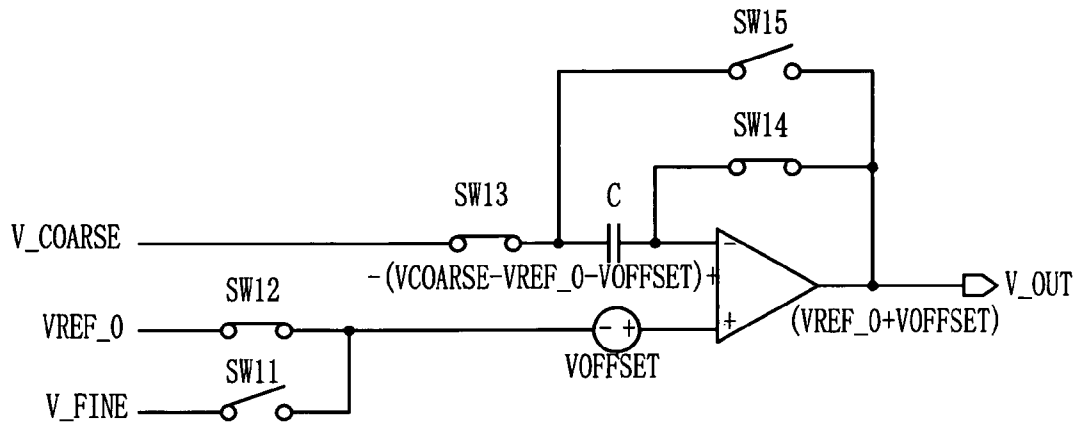 SW15
SW14
SW13
C
V_COARSE
-(VCOARSE-VREF_0-VOFFSET)+
-
V_OUT
SW12
VREF_0
- +
+
(VREF_0+VOFFSET)
VOFFSET
SW11
V_FINE